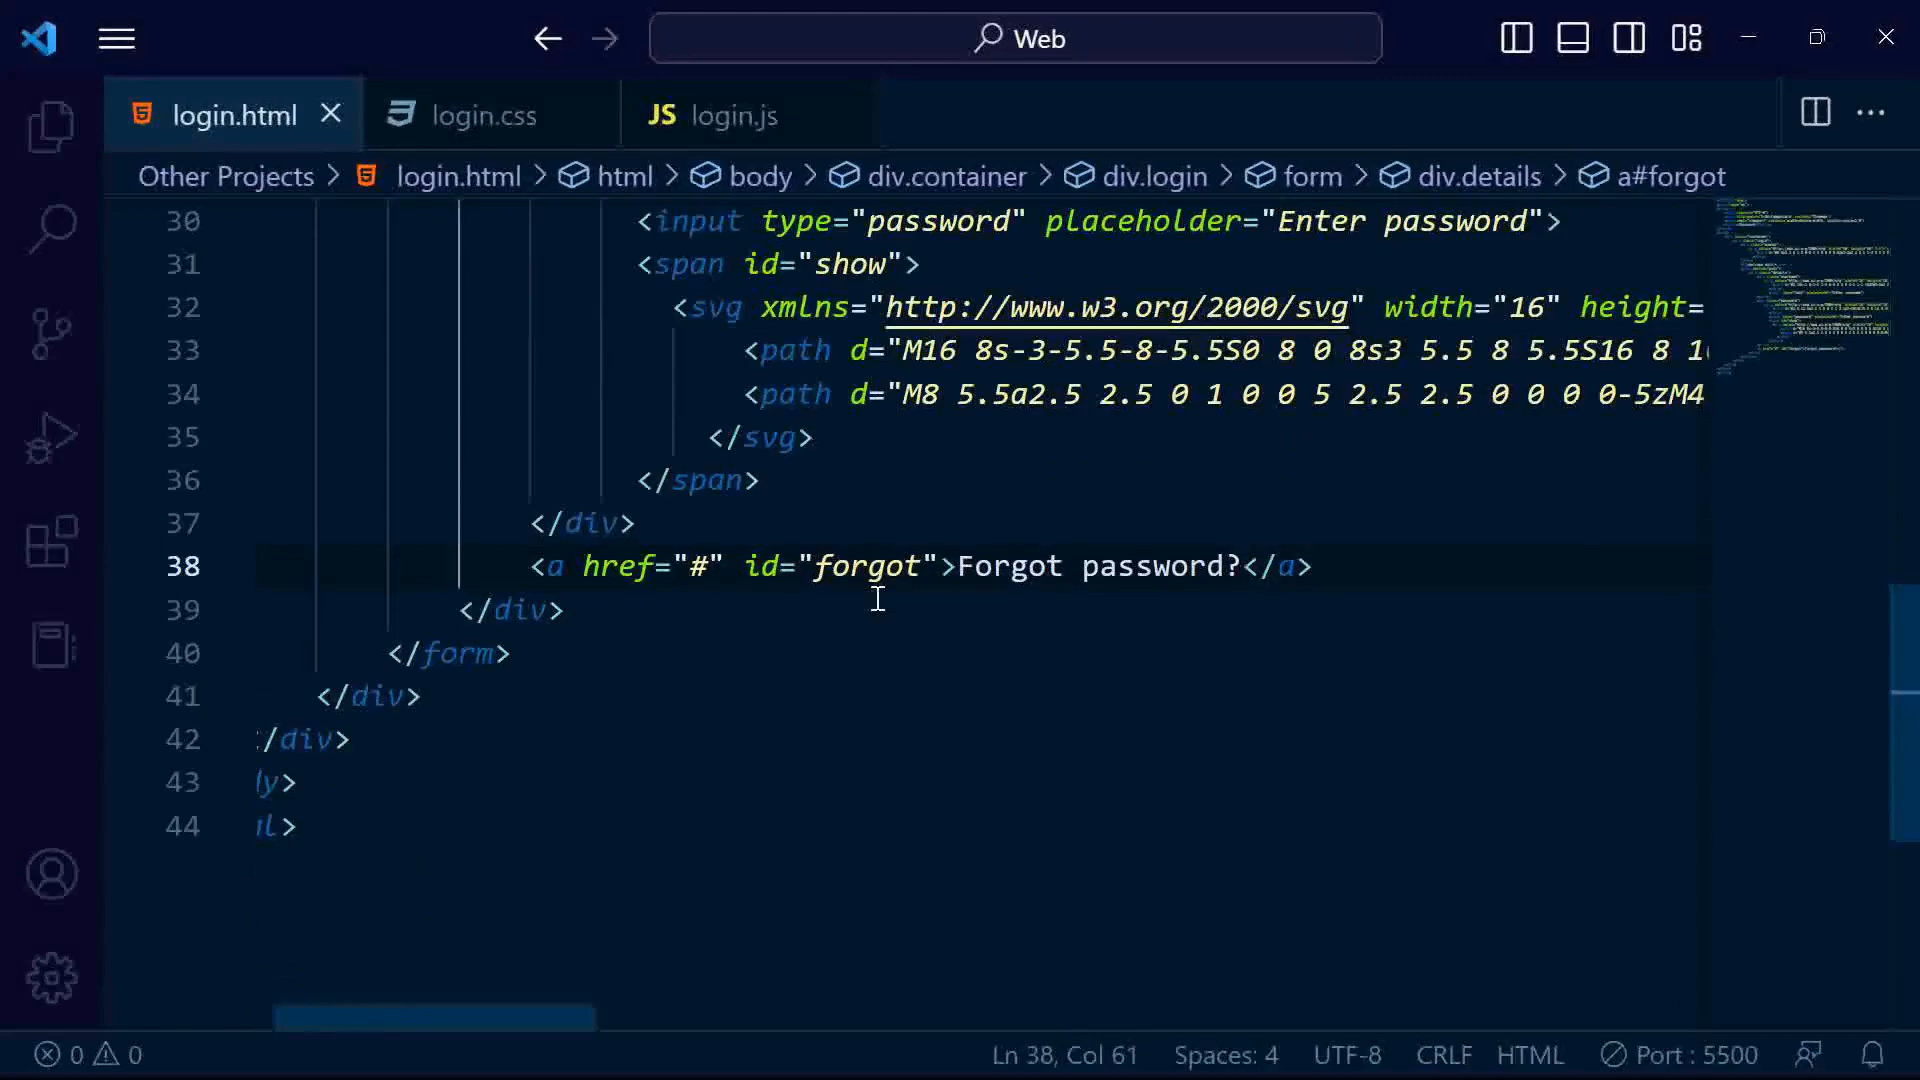 Web
login.html
login.css
JS login.js
Other Projects > login.html > html > body > div.container > div.login > form > div.details > a#forgot
30 <input type="password" placeholder="Enter password">
31 <span id="show">
32 <svg xmlns="http://www.w3.org/2000/svg" width="16" height=
33 <path d="M16 8s-3-5.5-8-5.5S0 8 0 8s3 5.5 8 5.5S16 8 1
34 <path d="M8 5.5a2.5 2.5 0 1 0 0 5 2.5 2.5 0 0 0 0-5zM4
35 </svg>
36 </span>
37 </div>
38 <a href="#" id="forgot">Forgot password?</a>
39 </div>
40 </form>
41 </div>
42 /div>
43 y>
44 l>
0 0 Ln 38, Col 61 Spaces: 4 UTF-8 CRLF HTML Port : 5500